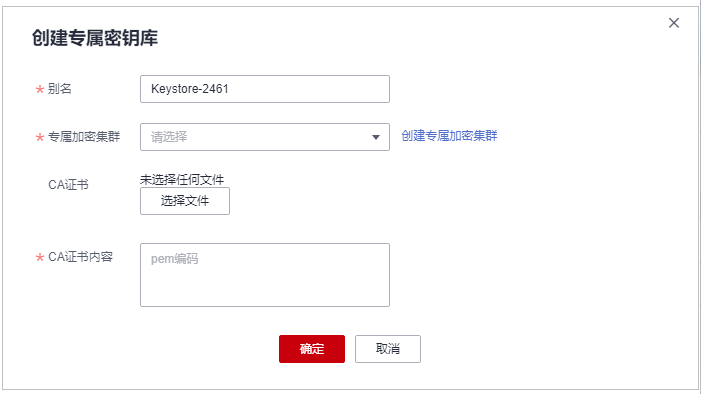 创建专属密钥库
* 别名 Keystore-2461
* 专属加密集群 请选择 创建专属加密集群
CA证书 未选择任何文件
选择文件
* CA证书内容 pem编码
确定 取消